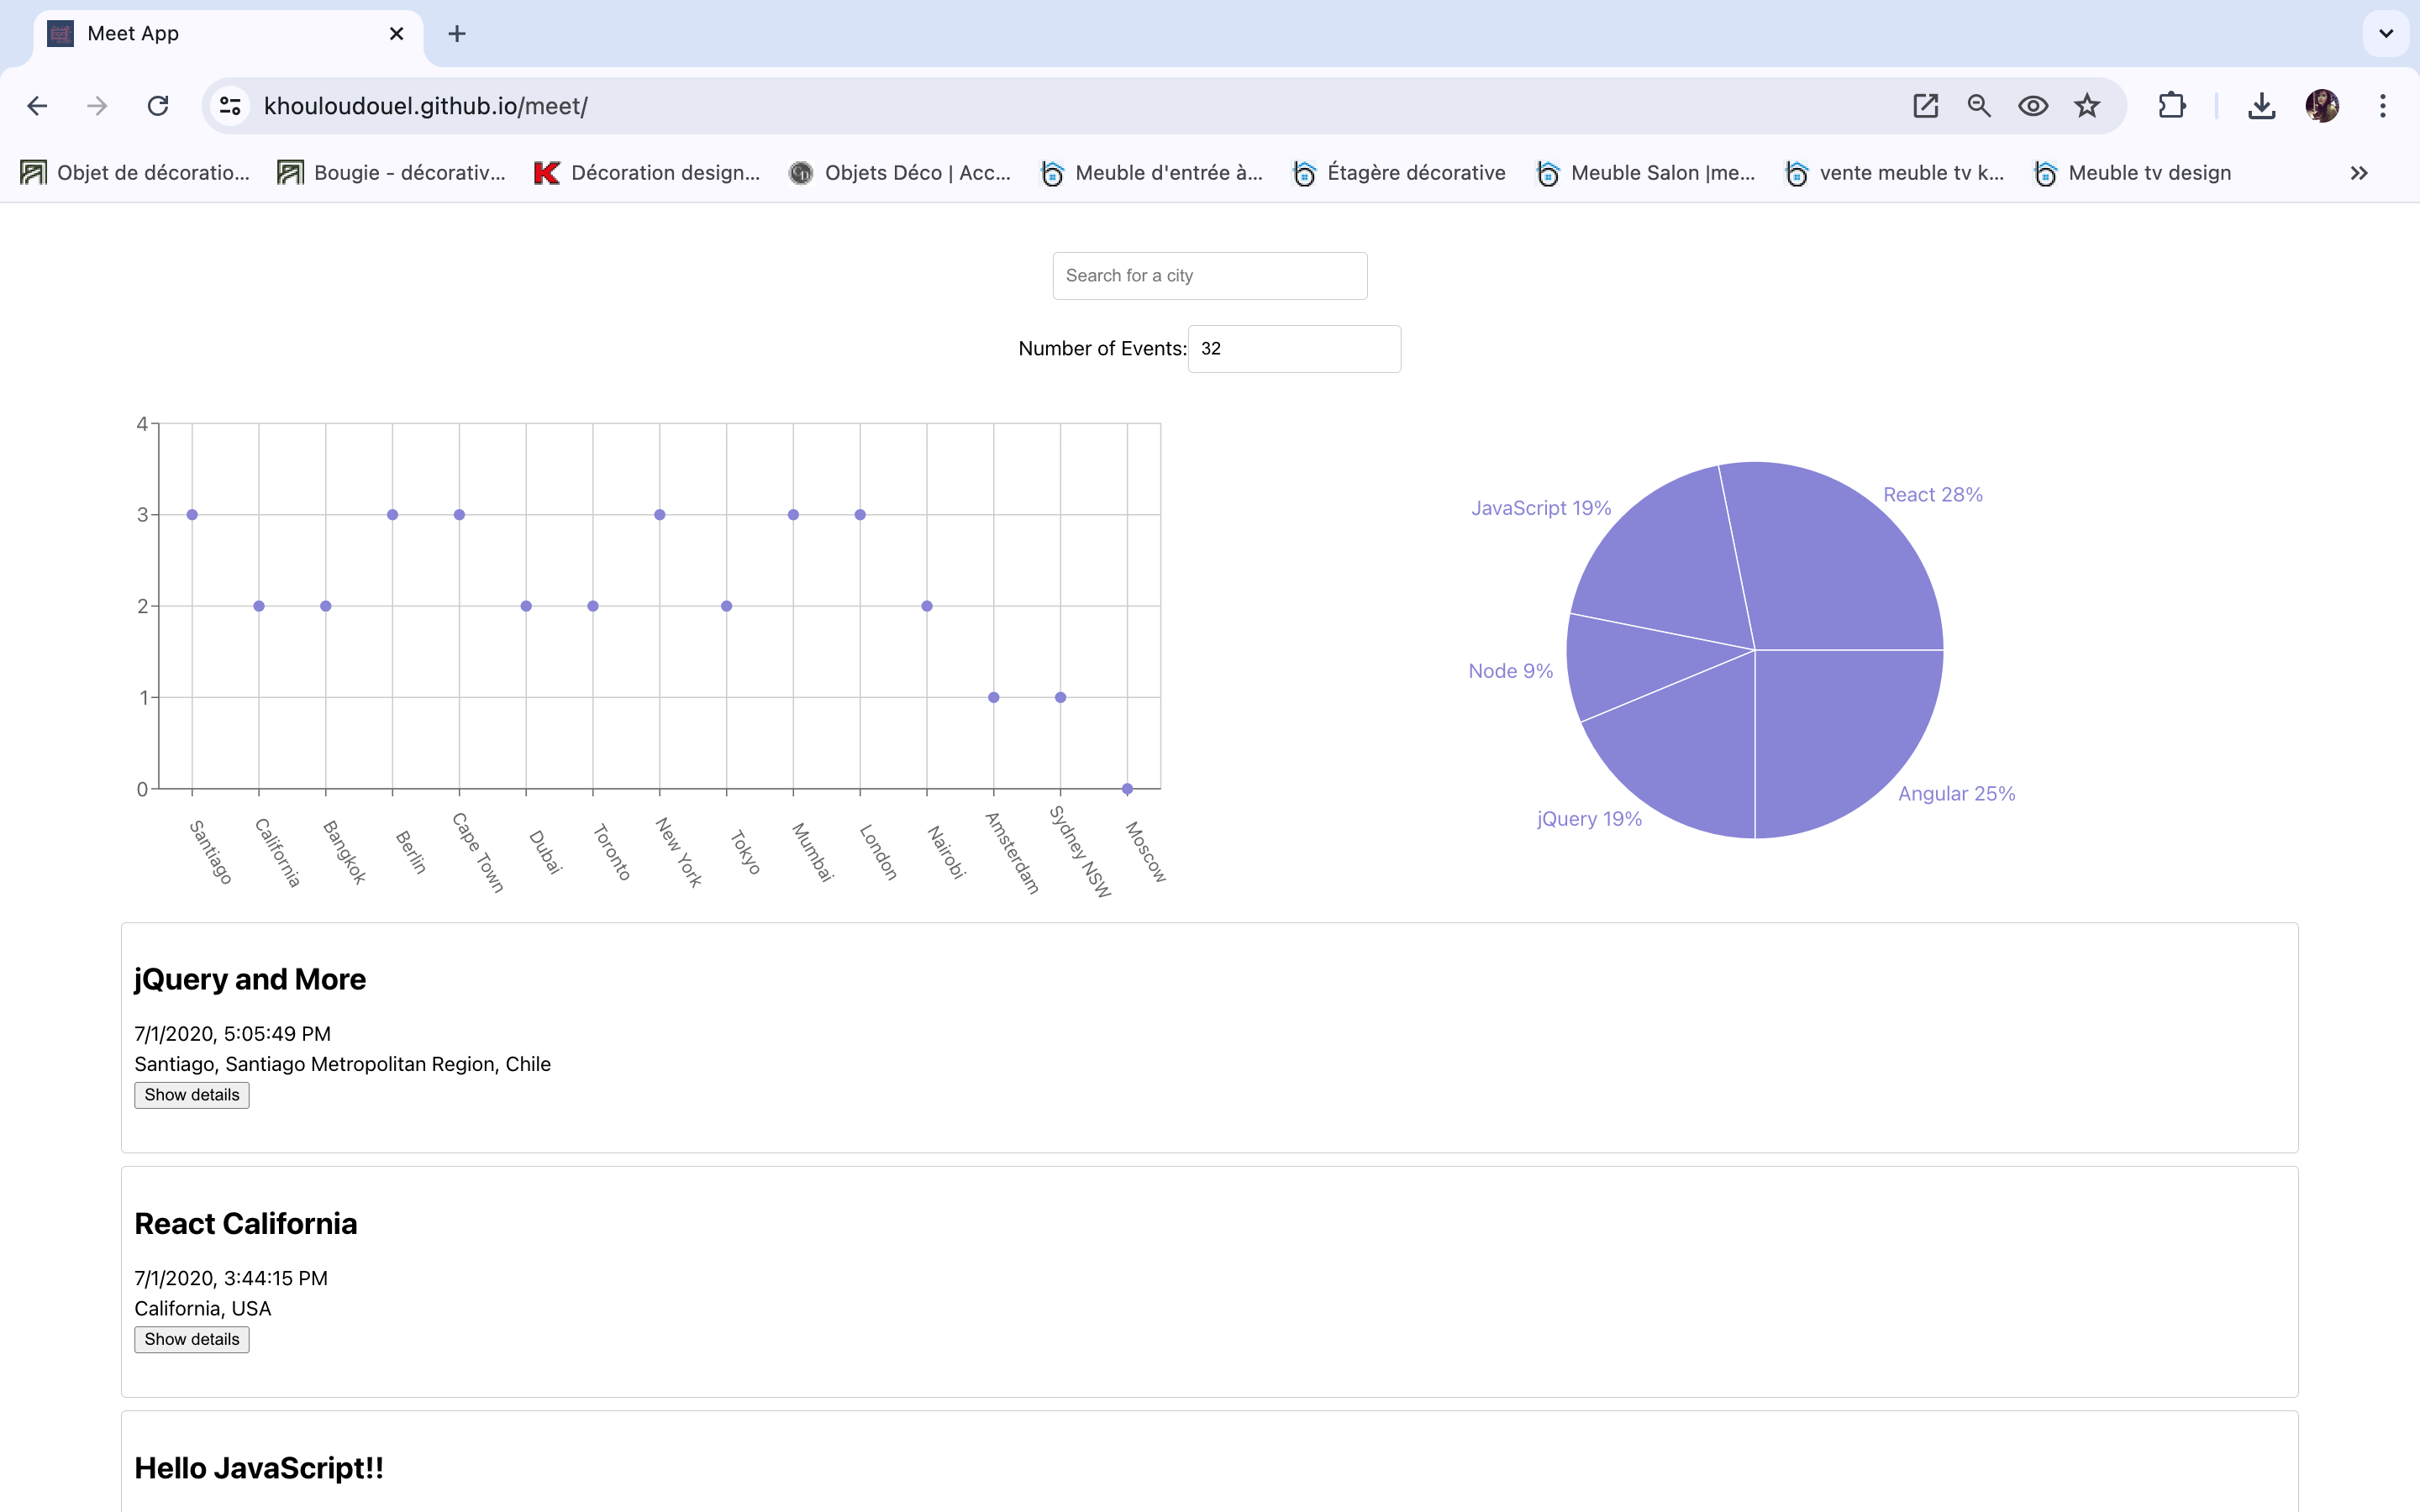 Meet App
khouloudouel.github.io/meet/
Objet de décoratio...
Bougie - décorativ...
Décoration design...
Objets Déco | Acc...
Meuble d'entrée à...
Étagère décorative
Meuble Salon |me...
vente meuble tv k...
Meuble tv design
Search for a city
Number of Events: 32
4
3
2
1
0
Santiago
California
Bangkok
Berlin
Cape Town
Dubai
Toronto
New York
Tokyo
Mumbai
London
Nairobi
Amsterdam
Sydney NSW
Moscow
React 28%
JavaScript 19%
Node 9%
jQuery 19%
Angular 25%
jQuery and More
7/1/2020, 5:05:49 PM
Santiago, Santiago Metropolitan Region, Chile
Show details
React California
7/1/2020, 3:44:15 PM
California, USA
Show details
Hello JavaScript!!